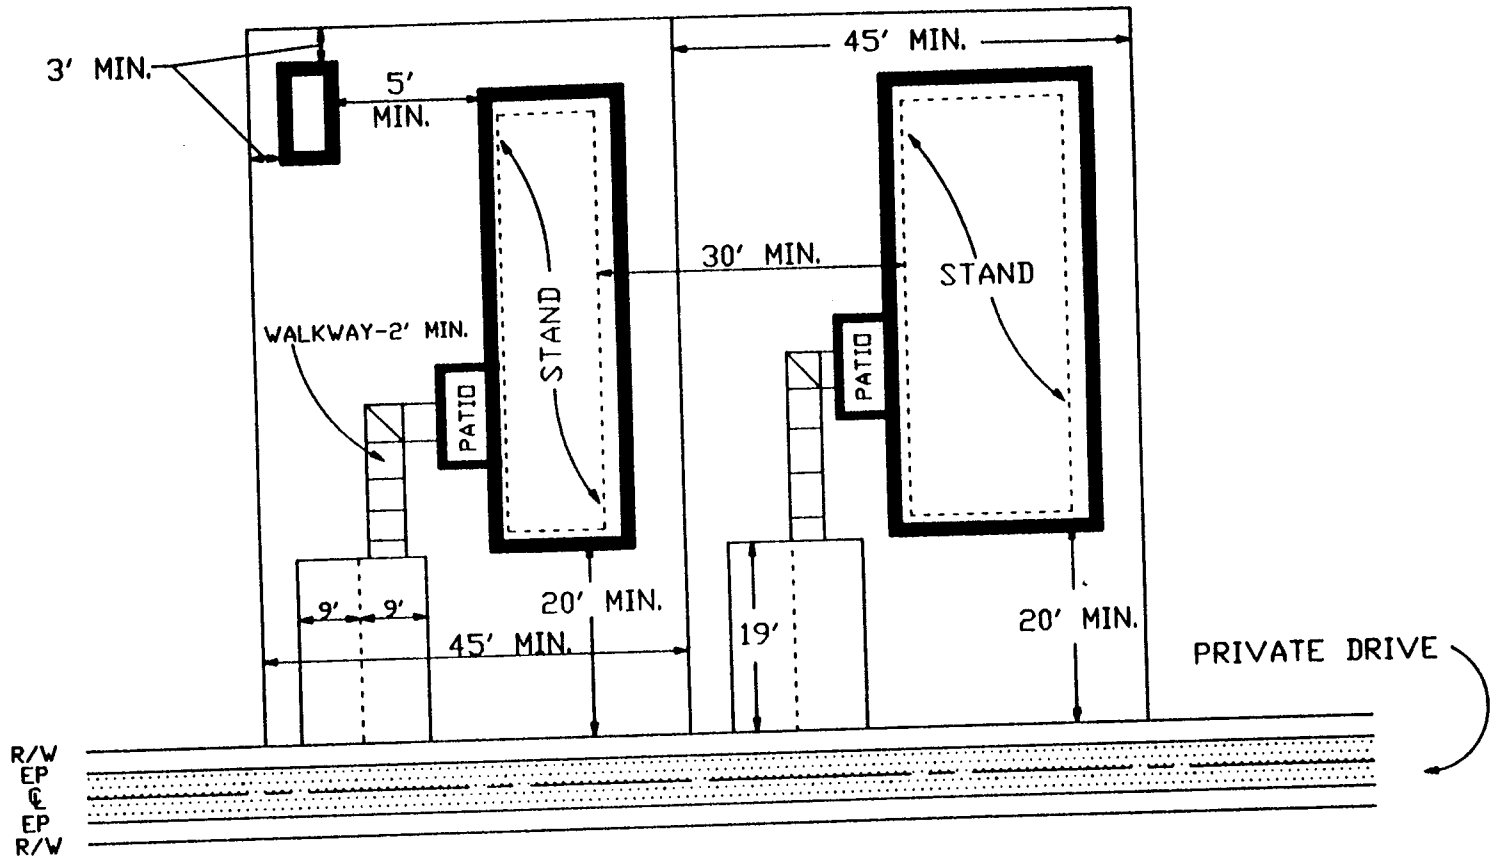 45' MIN.
3' MIN.
5'
MIN.
30' MIN.
STAND
STAND
WALKWAY-2' MIN.
PATIO
PATIO
9'
9'
20' MIN.
45' MIN.
19'
20' MIN.
PRIVATE DRIVE
R/W
EP
℄
EP
R/W